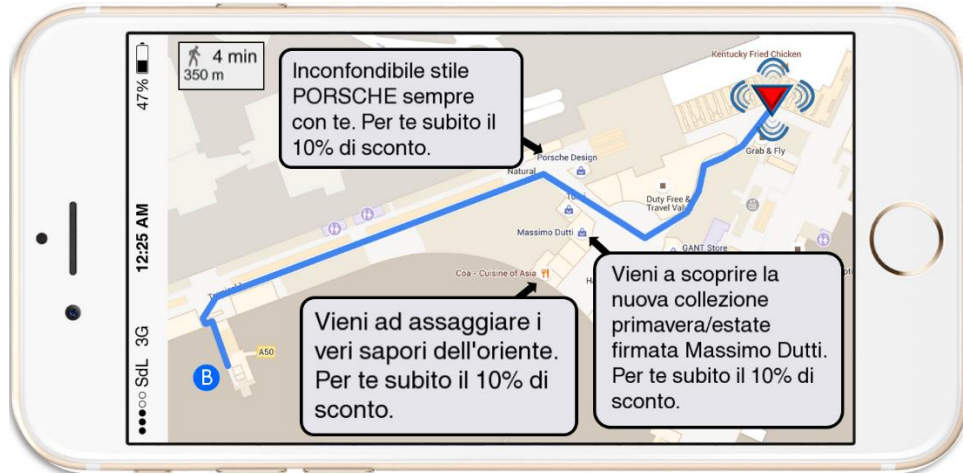 47%
12:25 AM
3G
SdL
4 min
350 m
Inconfondibile stile
PORSCHE sempre
con te. Per te subito il
10% di sconto.
Kentucky Fried Chicken
Grab & Fly
Porsche Design
Natural
Duty Free &
Massimo Dutti
GANT Store
Coa - Cuisine of Asia
A50
B
Vieni ad assaggiare i
veri sapori dell'oriente.
Per te subito il 10% di
sconto.
Vieni a scoprire la
nuova collezione
primavera/estate
firmata Massimo Dutti.
Per te subito il 10% di
sconto.